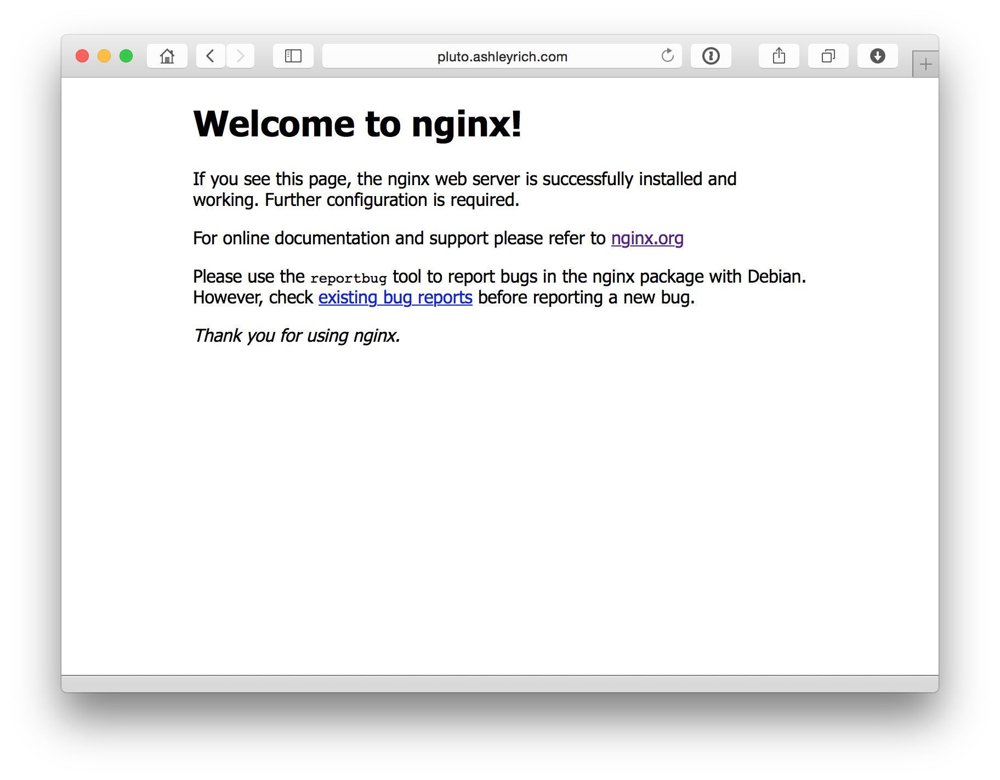 pluto.ashleyrich.com
Welcome to nginx!
If you see this page, the nginx web server is successfully installed and
working. Further configuration is required.
For online documentation and support please refer to nginx.org
Please use the reportbug tool to report bugs in the nginx package with Debian.
However, check existing bug reports before reporting a new bug.
Thank you for using nginx.